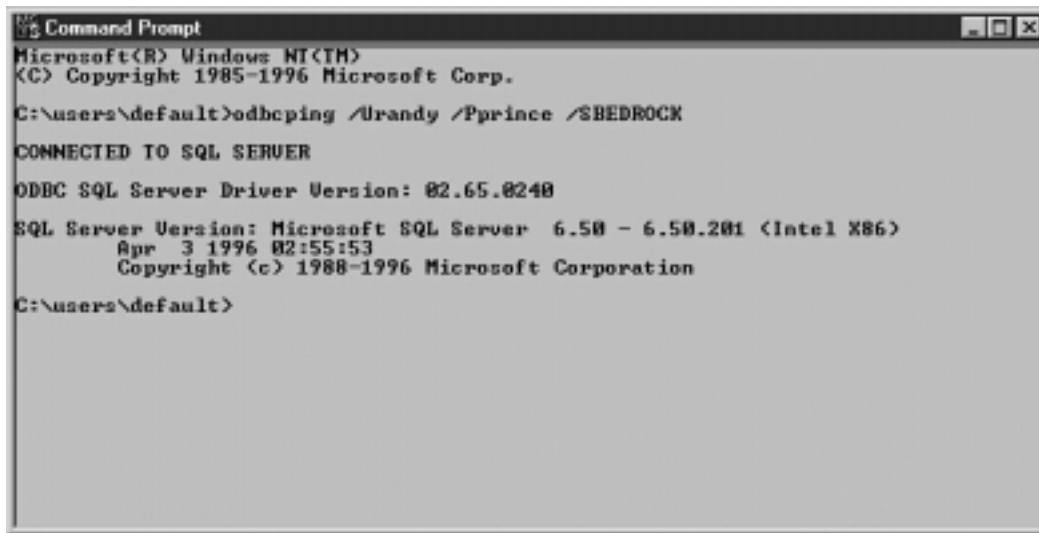 Command Prompt
Microsoft(R) Windows NT(TM)
(C) Copyright 1985-1996 Microsoft Corp.
C:\users\default>odbcping /Urandy /Pprince /SBEDROCK
CONNECTED TO SQL SERVER
ODBC SQL Server Driver Version: 02.65.0240
SQL Server Version: Microsoft SQL Server  6.50 - 6.50.201 (Intel X86)
        Apr  3 1996 02:55:53
        Copyright (c) 1988-1996 Microsoft Corporation
C:\users\default>